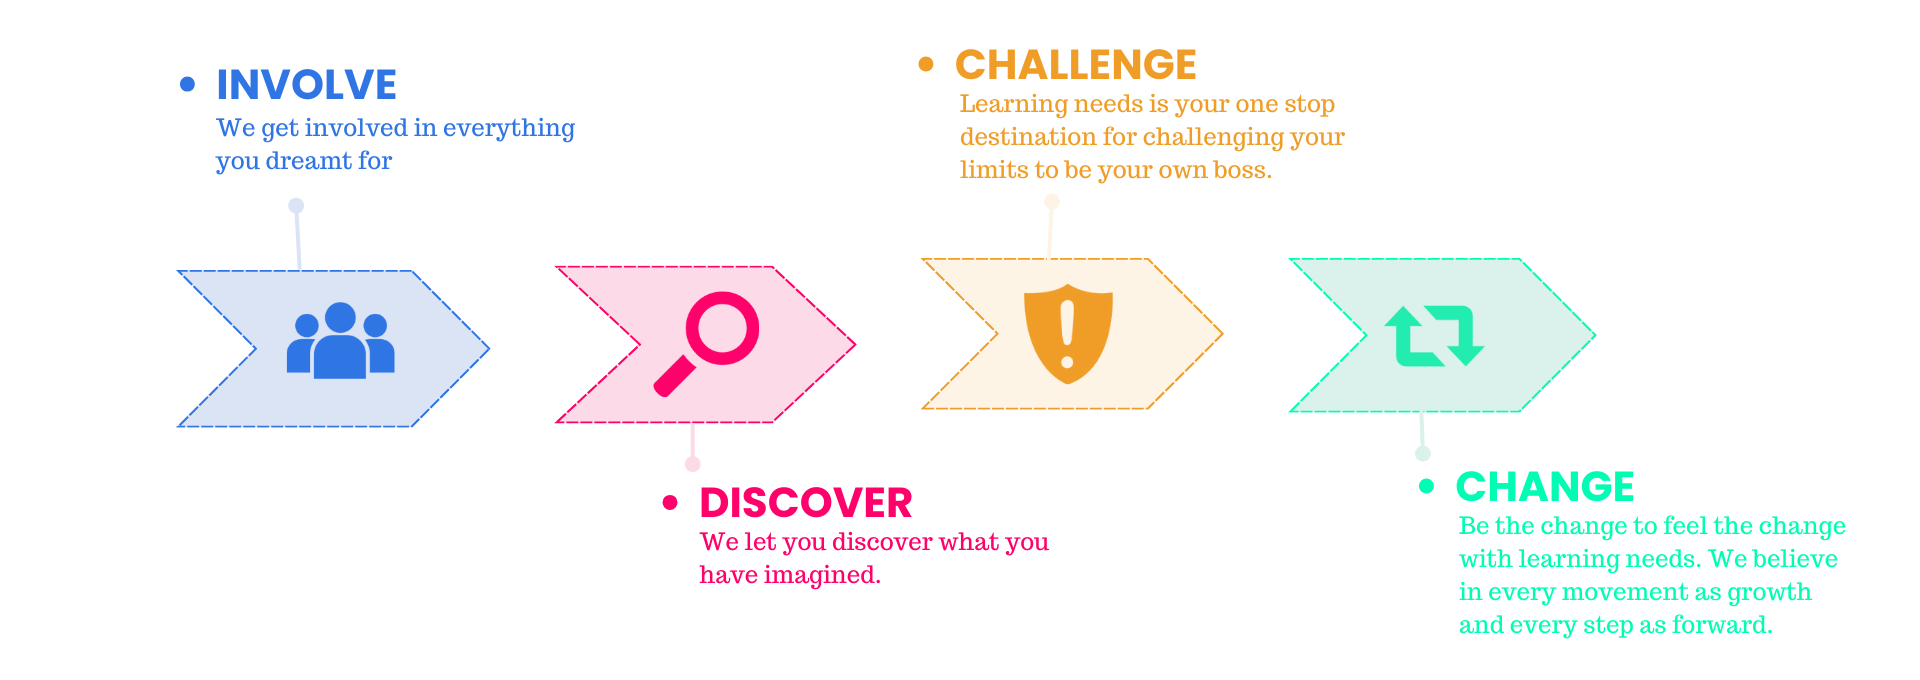 INVOLVE
We get involved in everything
you dreamt for
DISCOVER
We let you discover what you
have imagined.
CHALLENGE
Learning needs is your one stop
destination for challenging your
limits to be your own boss.
CHANGE
Be the change to feel the change
with learning needs. We believe
in every movement as growth
and every step as forward.